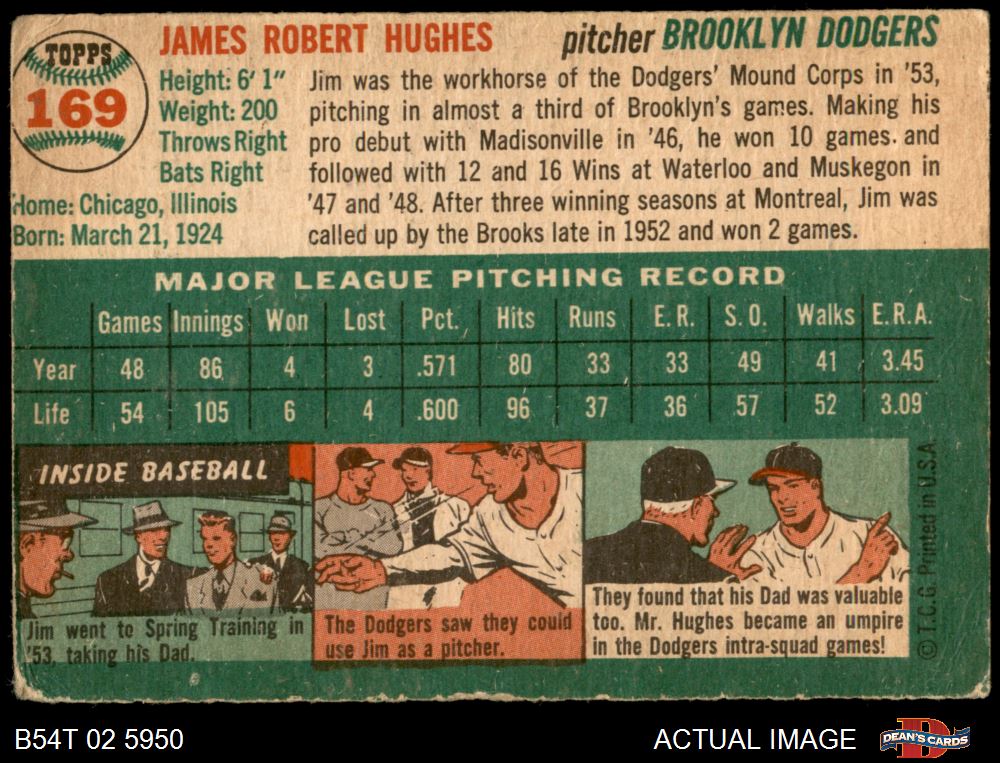 TOPPS
169
JAMES ROBERT HUGHES
pitcher BROOKLYN DODGERS
Height: 6' 1"
Weight: 200
Throws Right
Bats Right
Home: Chicago, Illinois
Born: March 21, 1924
Jim was the workhorse of the Dodgers' Mound Corps in '53,
pitching in almost a third of Brooklyn's games. Making his
pro debut with Madisonville in '46, he won 10 games. and
followed with 12 and 16 Wins at Waterloo and Muskegon in
'47 and '48. After three winning seasons at Montreal, Jim was
called up by the Brooks late in 1952 and won 2 games.
MAJOR LEAGUE PITCHING RECORD
Games Innings Won Lost Pct. Hits Runs E. R. S. O. Walks E. R. A.
Year 48 86 4 3 .571 80 33 33 49 41 3.45
Life 54 105 6 4 .600 96 37 36 57 52 3.09
INSIDE BASEBALL
Jim went to Spring Training in
'53, taking his Dad.
The Dodgers saw they could
use Jim as a pitcher.
They found that his Dad was valuable
too. Mr. Hughes became an umpire
in the Dodgers intra-squad games!
© T. C. G. Printed in U.S.A.
B54T 02 5950
ACTUAL IMAGE
D
DEAN'S CARDS